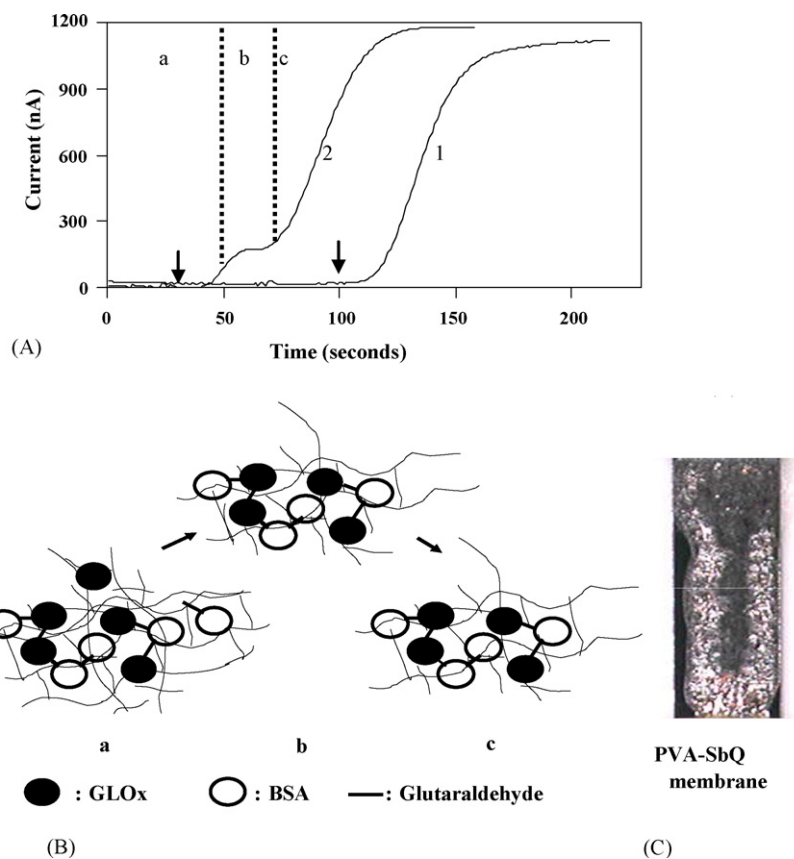 1200
900
600
300
0
Current (nA)
a
b
c
2
1
0
50
100
150
200
Time (seconds)
(A)
a
b
c
: GLOx
: BSA
: Glutaraldehyde
PVA-SbQ
membrane
(B)
(C)